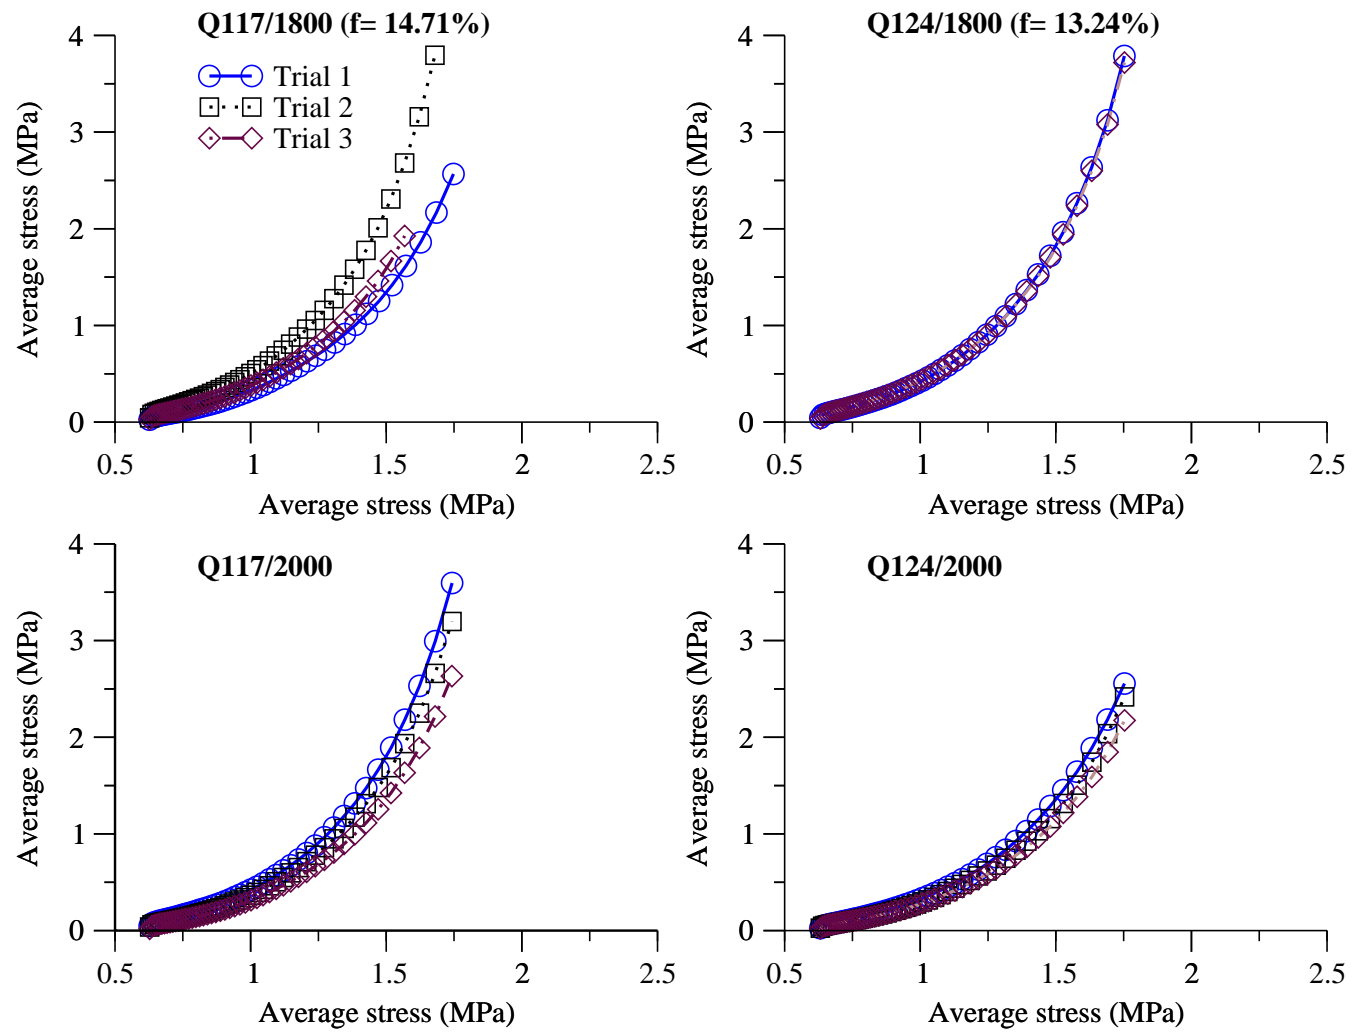 Q117/1800 (f= 14.71%)
4
3
2
1
0
Average stress (MPa)
Trial 1
Trial 2
Trial 3
0.5 1 1.5 2 2.5
Average stress (MPa)
Q124/1800 (f= 13.24%)
4
3
2
1
0
Average stress (MPa)
0.5 1 1.5 2 2.5
Average stress (MPa)
Q117/2000
4
3
2
1
0
Average stress (MPa)
0.5 1 1.5 2 2.5
Average stress (MPa)
Q124/2000
4
3
2
1
0
Average stress (MPa)
0.5 1 1.5 2 2.5
Average stress (MPa)